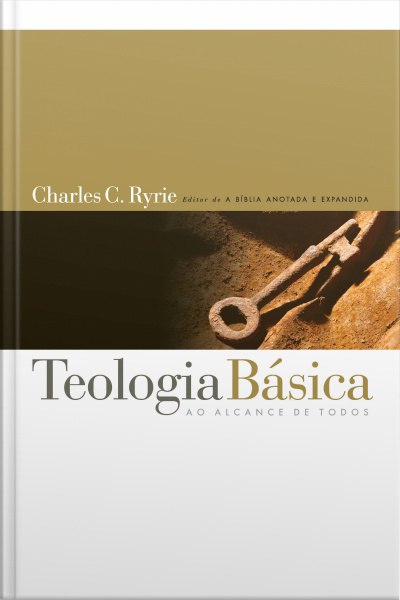 Charles C. Ryrie Editor de A BÍBLIA ANOTADA E EXPANDIDA
Teologia Básica
AO ALCANCE DE TODOS